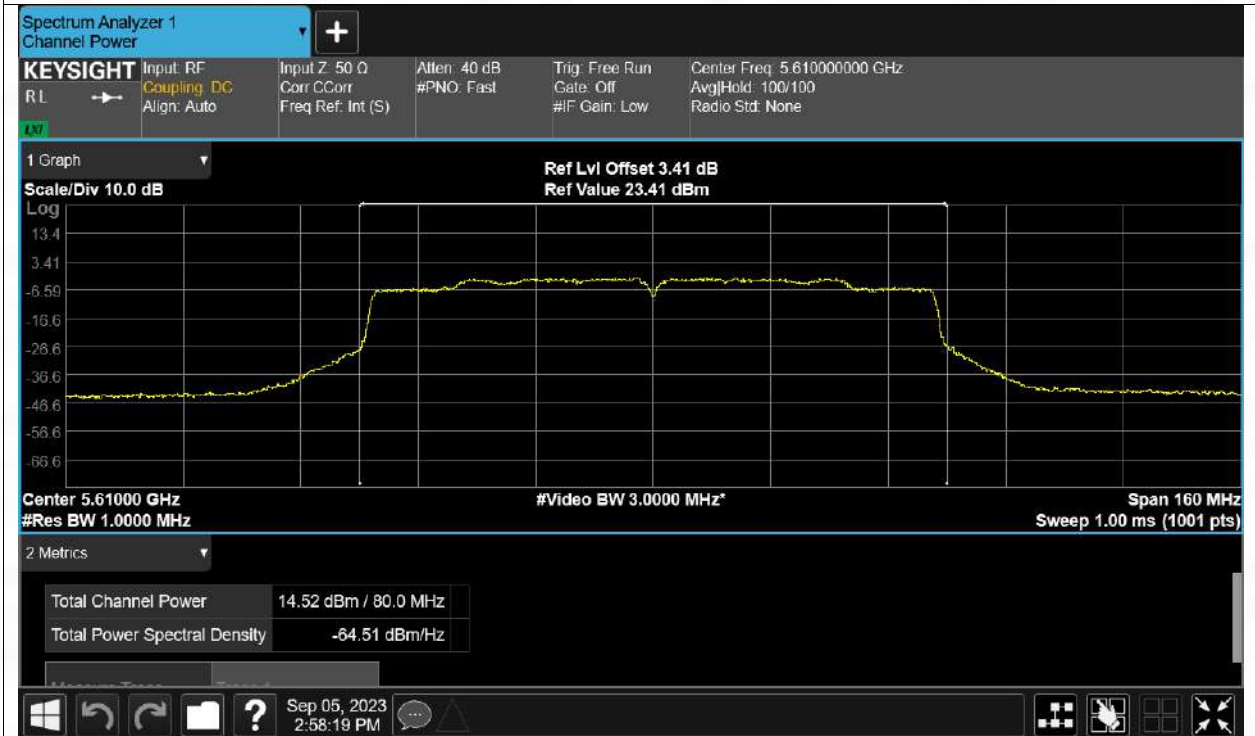 Spectrum Analyzer 1
Channel Power
+
KEYSIGHT
RL
LXI
Input: RF
Coupling: DC
Align: Auto
Input Z: 50 Ω
Corr CCorr
Freq Ref: Int (S)
Atten: 40 dB
#PNO: Fast
Trig: Free Run
Gate: Off
#IF Gain: Low
Center Freq: 5.610000000 GHz
Avg|Hold: 100/100
Radio Std: None
1 Graph
Scale/Div 10.0 dB
Ref Lvl Offset 3.41 dB
Ref Value 23.41 dBm
Log
13.4
3.41
-6.59
-16.6
-26.6
-36.6
-46.6
-56.6
-66.6
Center 5.61000 GHz
#Video BW 3.0000 MHz*
Span 160 MHz
#Res BW 1.0000 MHz
Sweep 1.00 ms (1001 pts)
2 Metrics
Total Channel Power 14.52 dBm / 80.0 MHz
Total Power Spectral Density -64.51 dBm/Hz
?
Sep 05, 2023
2:58:19 PM